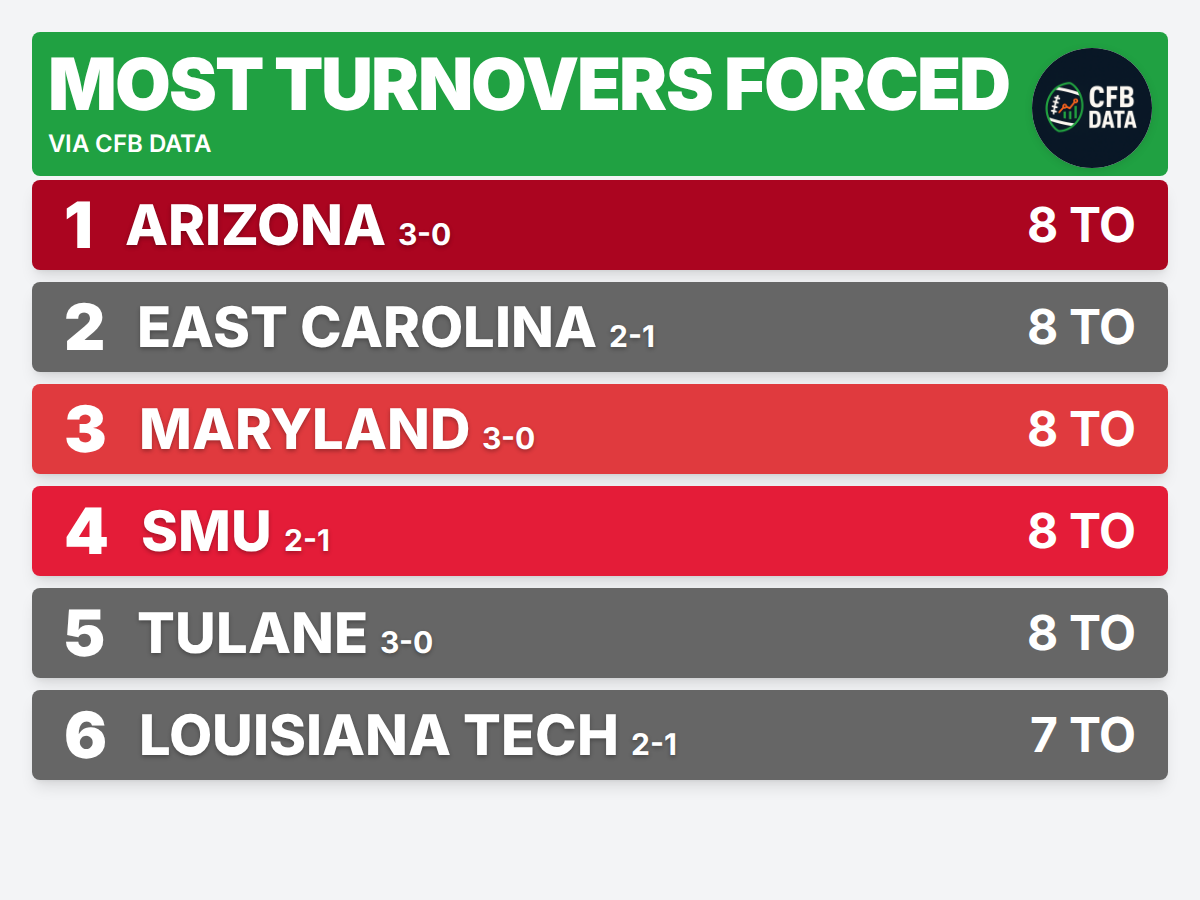 MOST TURNOVERS FORCED
VIA CFB DATA
CFB
DATA
1 ARIZONA 3-0 8 TO
2 EAST CAROLINA 2-1 8 TO
3 MARYLAND 3-0 8 TO
4 SMU 2-1 8 TO
5 TULANE 3-0 8 TO
6 LOUISIANA TECH 2-1 7 TO